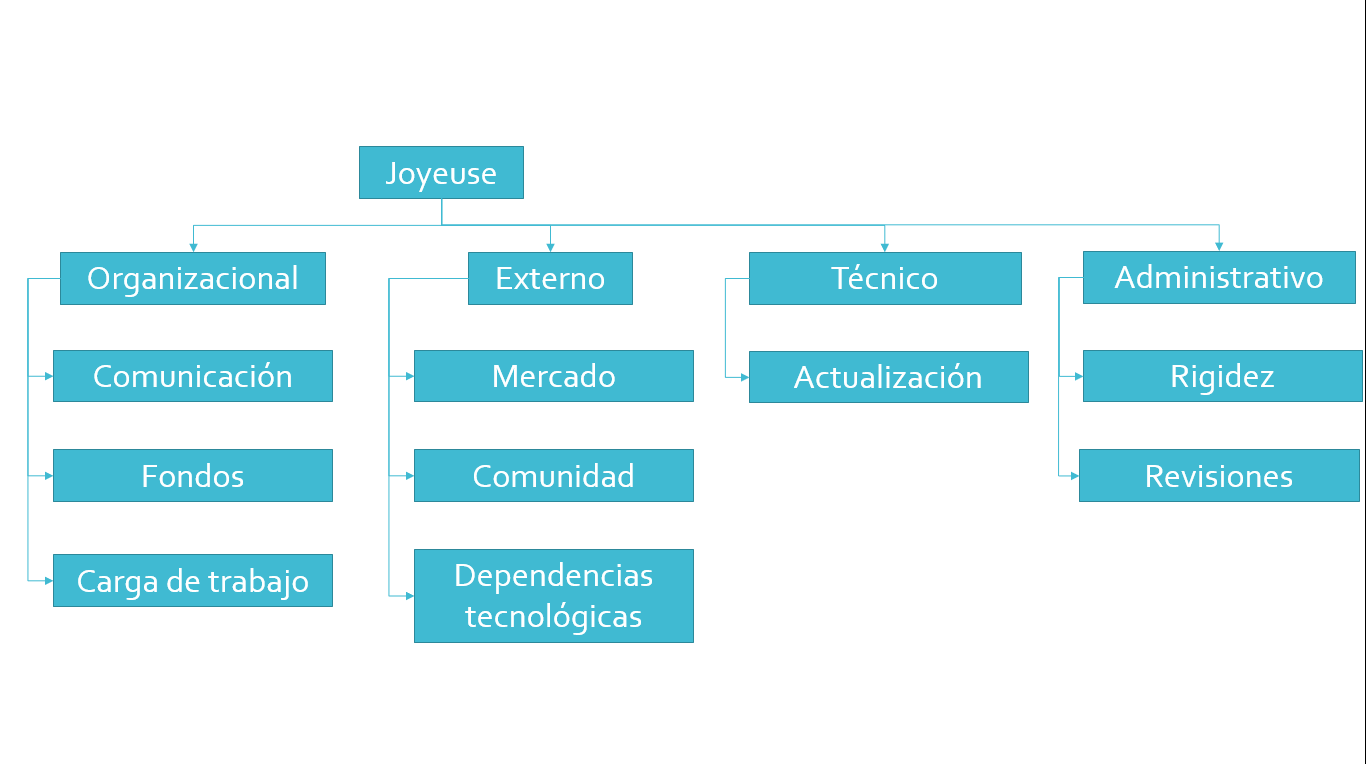 Joyeuse
Organizacional
Externo
Técnico
Administrativo
Comunicación
Mercado
Actualización
Rigidez
Fondos
Comunidad
Revisiones
Carga de trabajo
Dependencias
tecnológicas